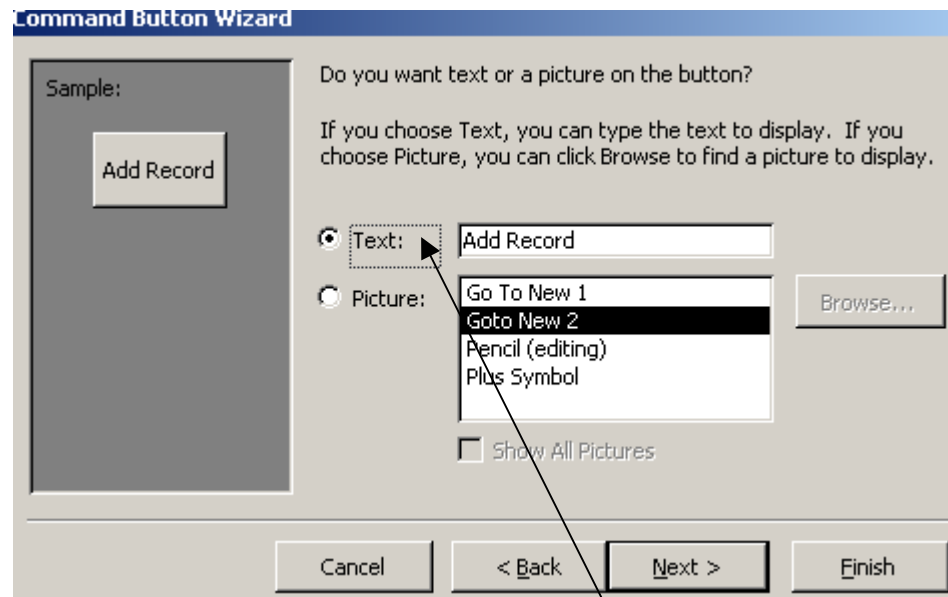 Command Button Wizard
Sample:
Add Record
Do you want text or a picture on the button?
If you choose Text, you can type the text to display. If you
choose Picture, you can click Browse to find a picture to display.
Text:
Add Record
Picture:
Go To New 1
Goto New 2
Pencil (editing)
Plus Symbol
Browse...
Show All Pictures
Cancel
< Back
Next >
Finish